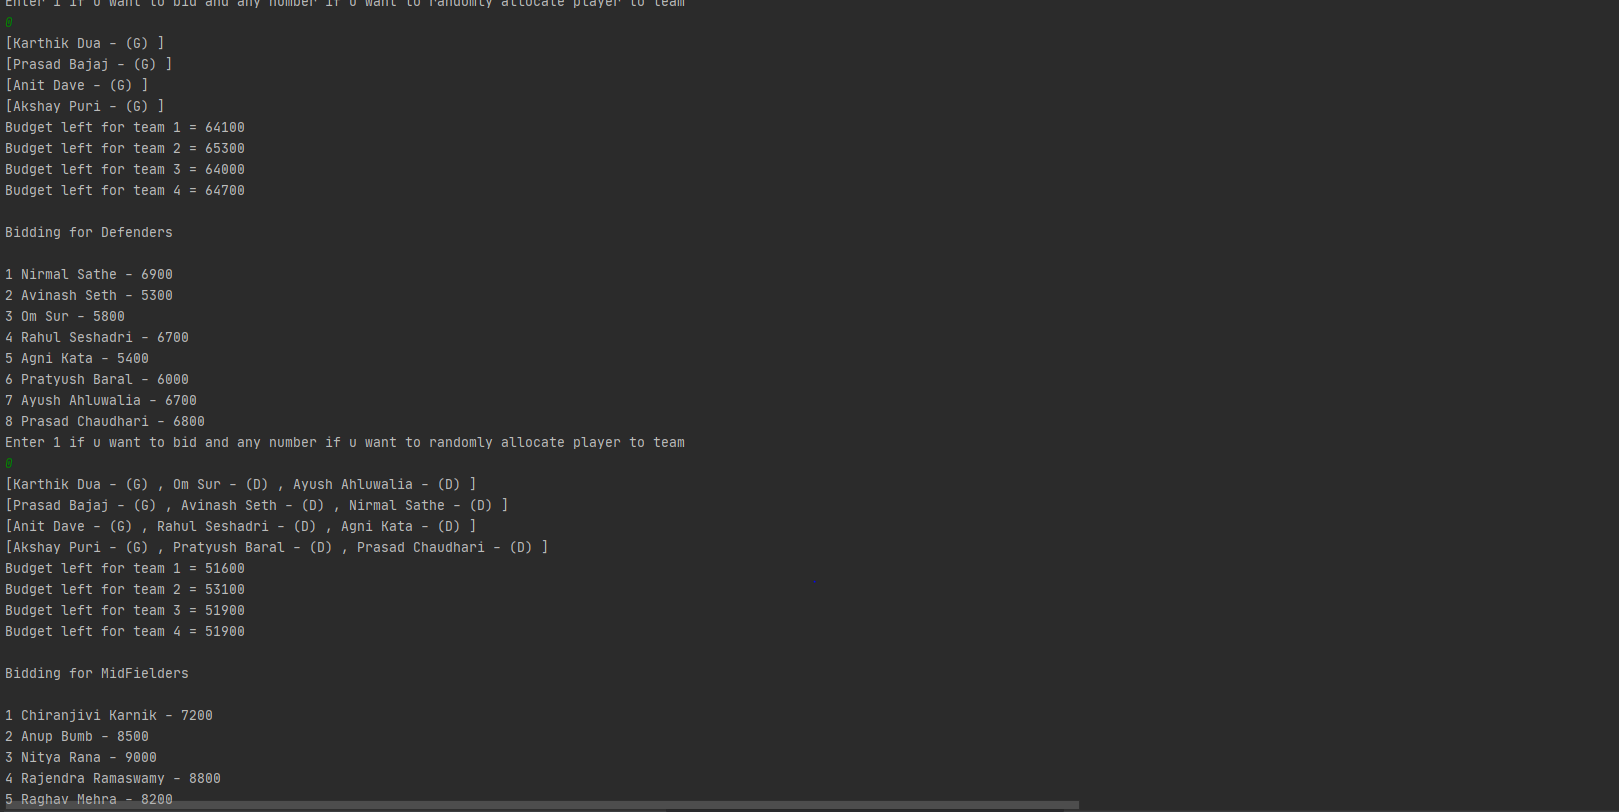 Enter 1 if u want to bid and any number if u want to randomly allocate player to team
@
[Karthik Dua - (G) ]
[Prasad Bajaj - (G) ]
[Anit Dave - (G) ]
[Akshay Puri - (G) ]
Budget left for team 1 = 64100
Budget left for team 2 = 65300
Budget left for team 3 = 64000
Budget left for team 4 = 64700
Bidding for Defenders
1 Nirmal Sathe - 6900
2 Avinash Seth - 5300
3 Om Sur - 5800
4 Rahul Seshadri - 6700
5 Agni Kata - 5400
6 Pratyush Baral - 6000
7 Ayush Ahluwalia - 6700
8 Prasad Chaudhari - 6800
Enter 1 if u want to bid and any number if u want to randomly allocate player to team
@
[Karthik Dua - (G) , Om Sur - (D) , Ayush Ahluwalia - (D) ]
[Prasad Bajaj - (G) , Avinash Seth - (D) , Nirmal Sathe - (D) ]
[Anit Dave - (G) , Rahul Seshadri - (D) , Agni Kata - (D) ]
[Akshay Puri - (G) , Pratyush Baral - (D) , Prasad Chaudhari - (D) ]
Budget left for team 1 = 51600
Budget left for team 2 = 53100
Budget left for team 3 = 51900
Budget left for team 4 = 51900
Bidding for MidFielders
1 Chiranjivi Karnik - 7200
2 Anup Bumb - 8500
3 Nitya Rana - 9000
4 Rajendra Ramaswamy - 8800
5 Raghav Mehra - 8200